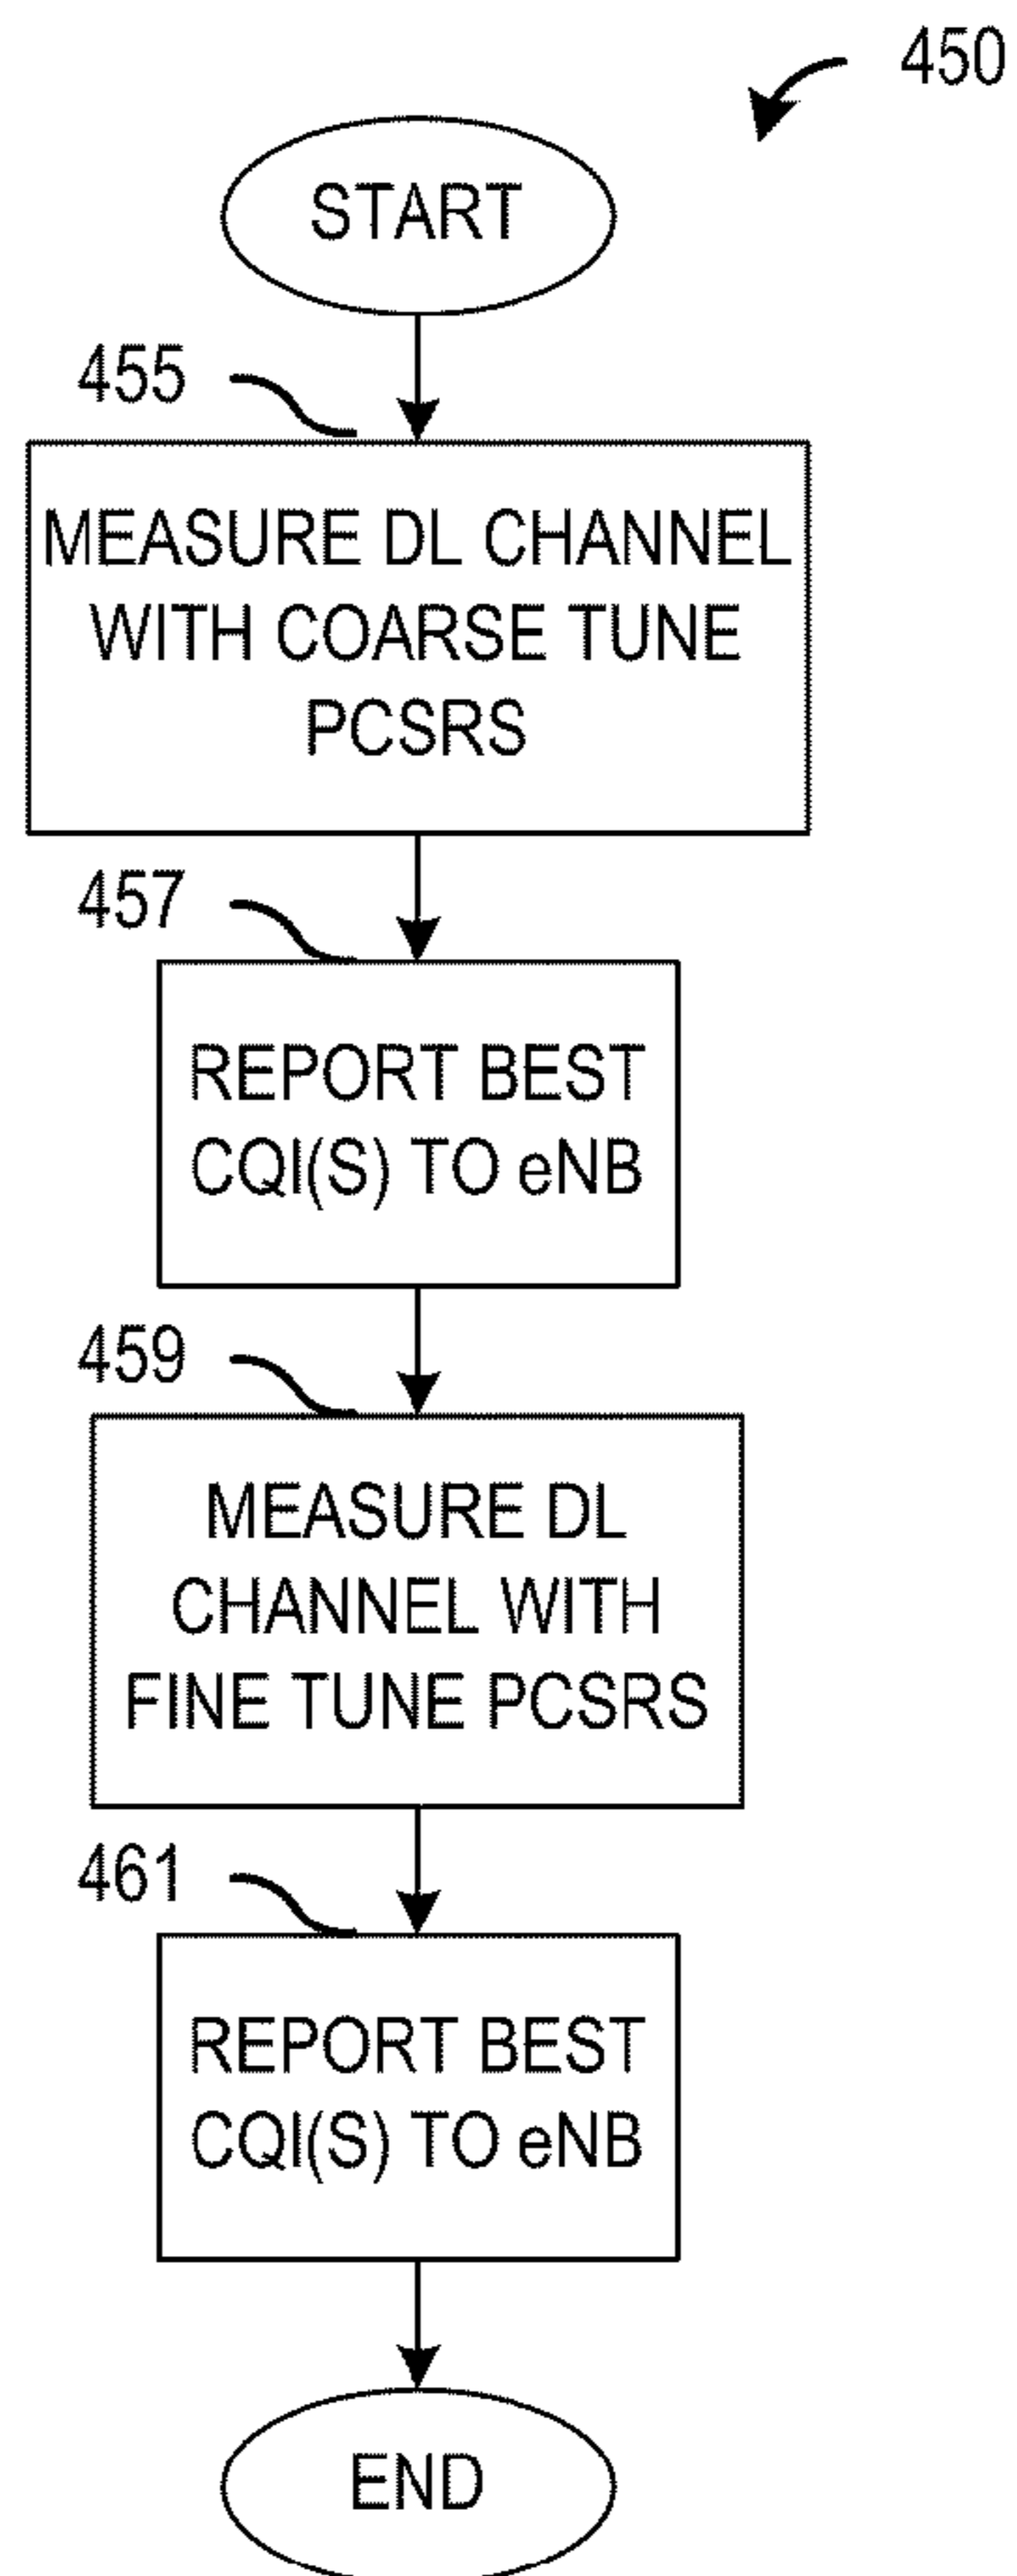 450
START
455
MEASURE DL CHANNEL
WITH COARSE TUNE
PCSRS
457
REPORT BEST
CQI(S) TO eNB
459
MEASURE DL
CHANNEL WITH
FINE TUNE PCSRS
461
REPORT BEST
CQI(S) TO eNB
END